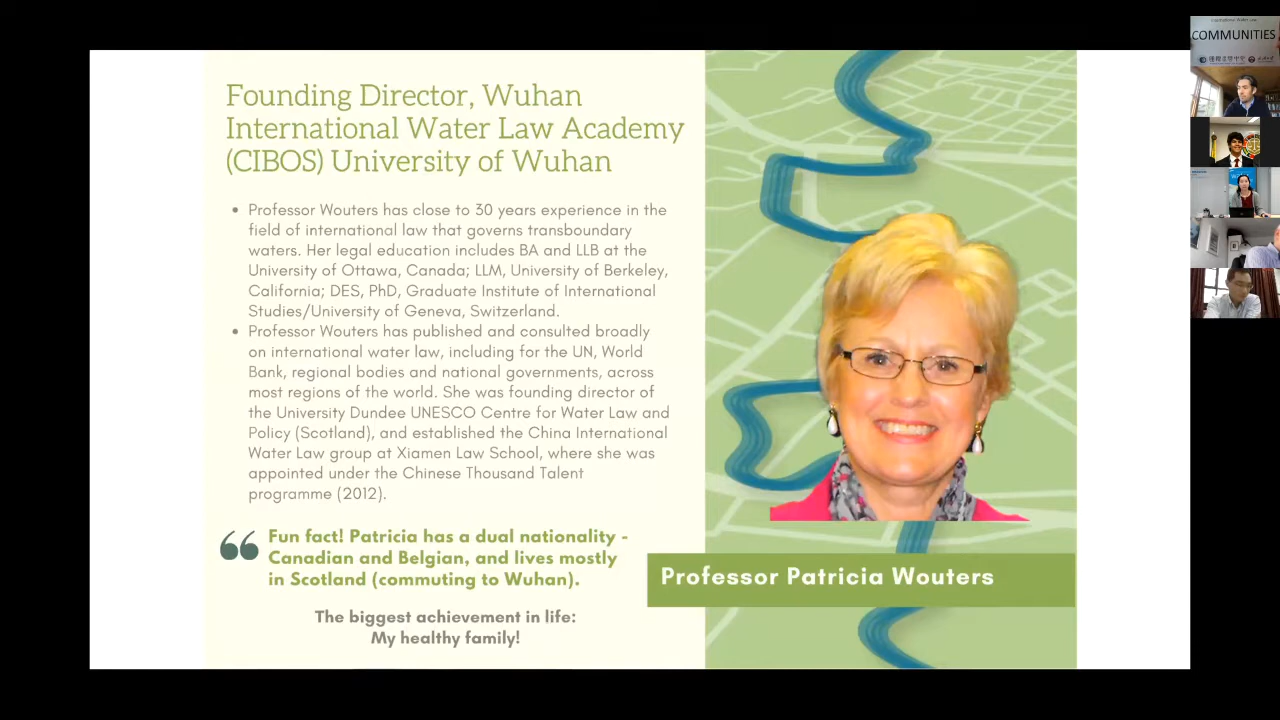 Founding Director, Wuhan
International Water Law Academy
(CIBOS) University of Wuhan
• Professor Wouters has close to 30 years experience in the
field of international law that governs transboundary
waters. Her legal education includes BA and LLB at the
University of Ottawa, Canada; LLM, University of Berkeley,
California; DES, PhD, Graduate Institute of International
Studies/University of Geneva, Switzerland.
• Professor Wouters has published and consulted broadly
on international water law, including for the UN, World
Bank, regional bodies and national governments, across
most regions of the world. She was founding director of
the University Dundee UNESCO Centre for Water Law and
Policy (Scotland), and established the China International
Water Law group at Xiamen Law School, where she was
appointed under the Chinese Thousand Talent
programme (2012).
Fun fact! Patricia has a dual nationality -
Canadian and Belgian, and lives mostly
in Scotland (commuting to Wuhan).
The biggest achievement in life:
My healthy family!
Professor Patricia Wouters
International Water Law
COMMUNITIES